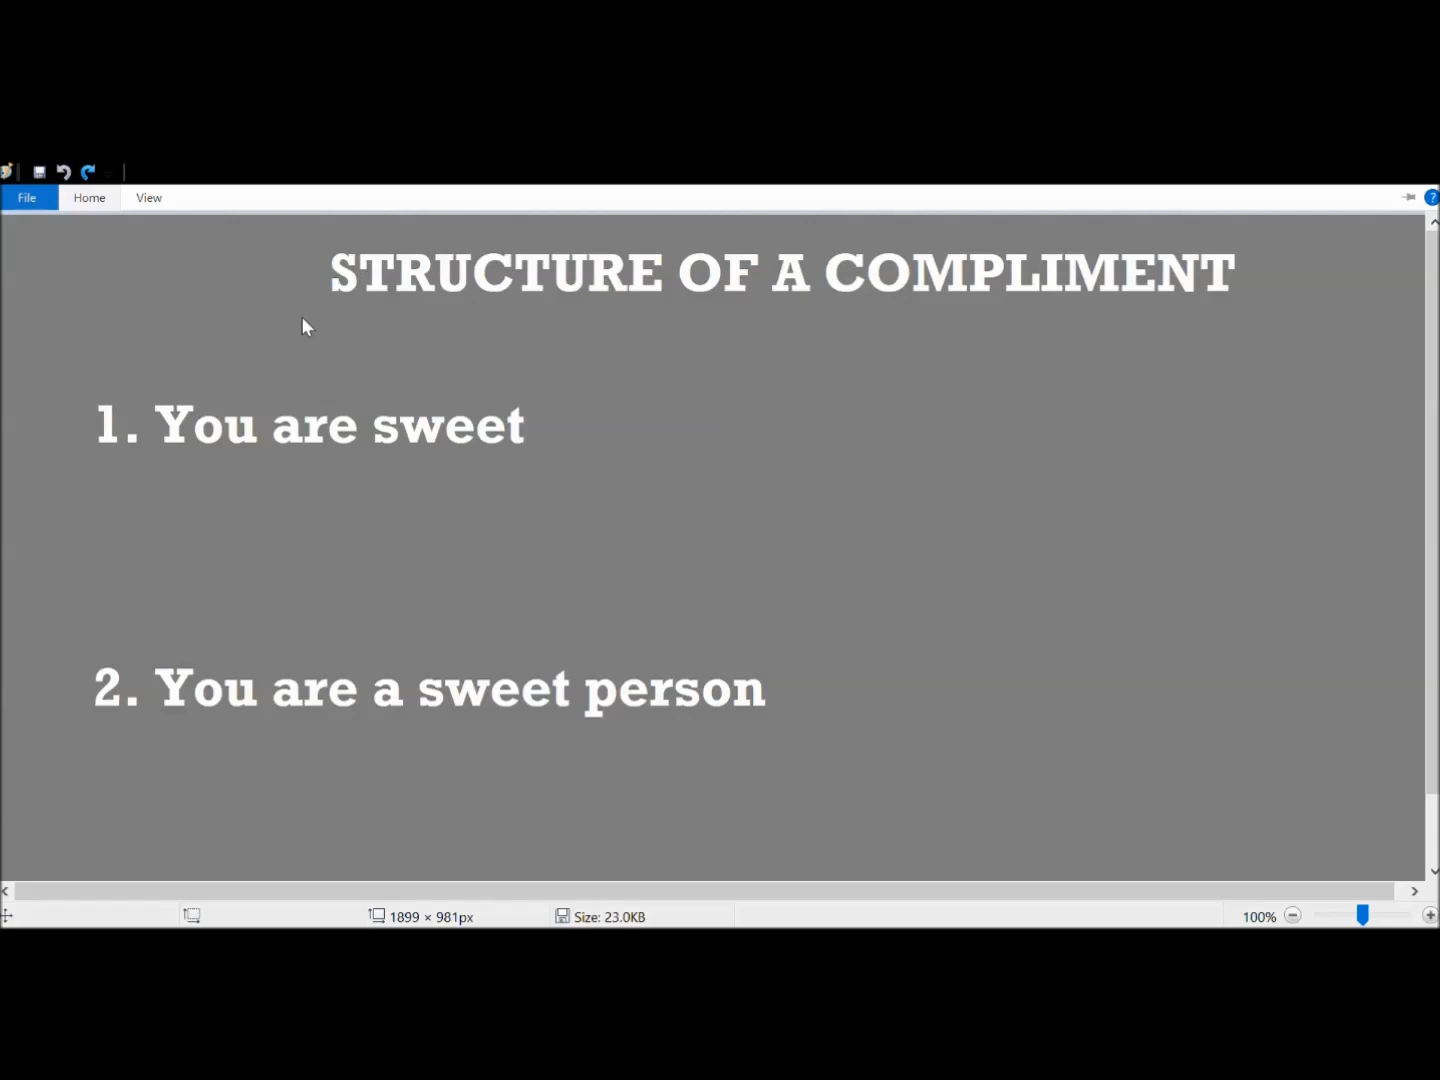 File Home View
STRUCTURE OF A COMPLIMENT
1. You are sweet
2. You are a sweet person
1899 × 981px Size: 23.0KB 100%